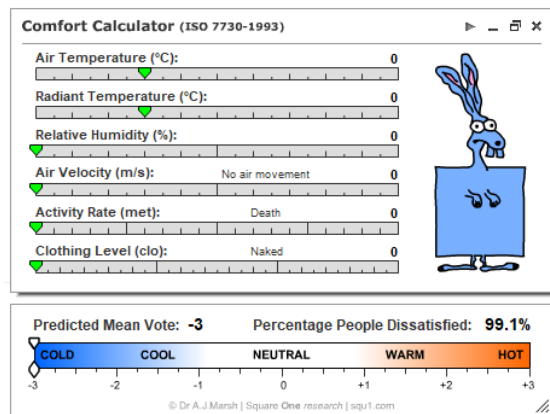 Comfort Calculator (ISO 7730-1993)
Air Temperature (°C): 0
Radiant Temperature (°C): 0
Relative Humidity (%): 0
Air Velocity (m/s): No air movement 0
Activity Rate (met): Death 0
Clothing Level (clo): Naked 0
Predicted Mean Vote: -3 Percentage People Dissatisfied: 99.1%
COLD COOL NEUTRAL WARM HOT
-3 -2 -1 0 +1 +2 +3
© Dr A.J.Marsh | Square One research | squ1.com